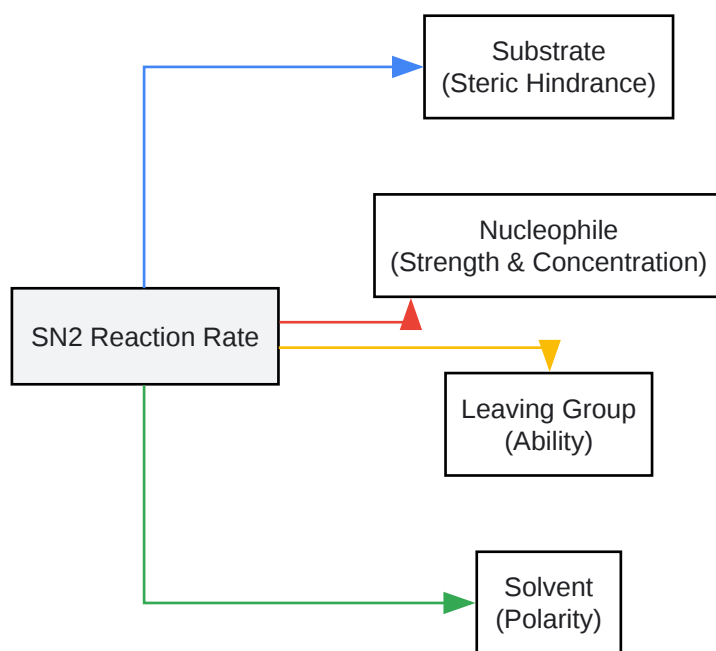 Substrate
(Steric Hindrance)
Nucleophile
(Strength & Concentration)
SN2 Reaction Rate
Leaving Group
(Ability)
Solvent
(Polarity)